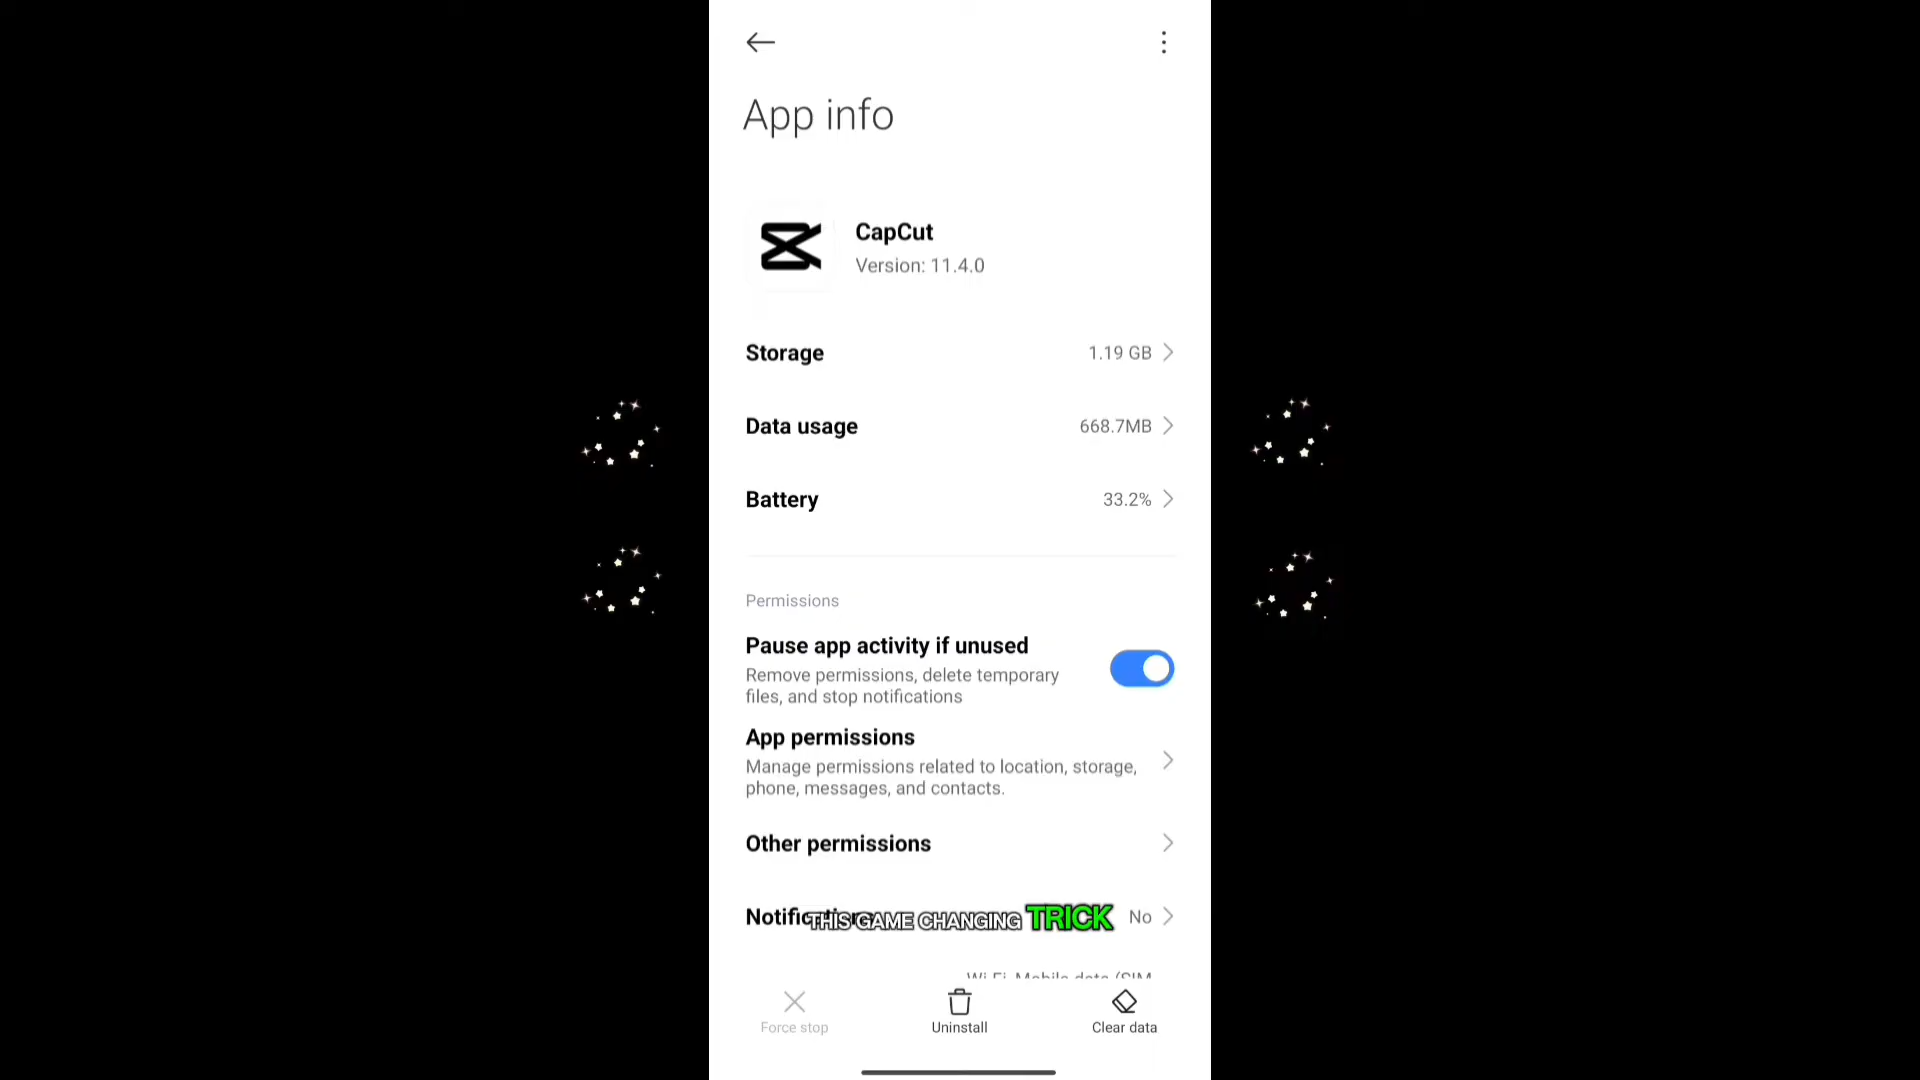 App info
CapCut
Version: 11.4.0
Storage 1.19 GB
Data usage 668.7MB
Battery 33.2%
Permissions
Pause app activity if unused
Remove permissions, delete temporary
files, and stop notifications
App permissions
Manage permissions related to location, storage,
phone, messages, and contacts.
Other permissions
Notifications No
THIS GAME CHANGING TRICK
Wi-Fi, Mobile data (SIM
Force stop Uninstall Clear data